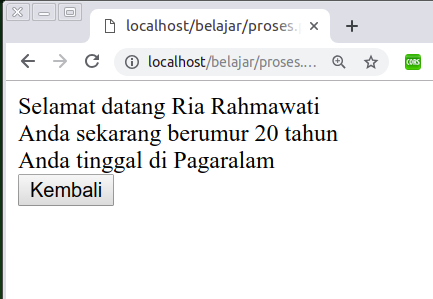 localhost/belajar/proses.
localhost/belajar/proses....
CORS
Selamat datang Ria Rahmawati
Anda sekarang berumur 20 tahun
Anda tinggal di Pagaralam
Kembali